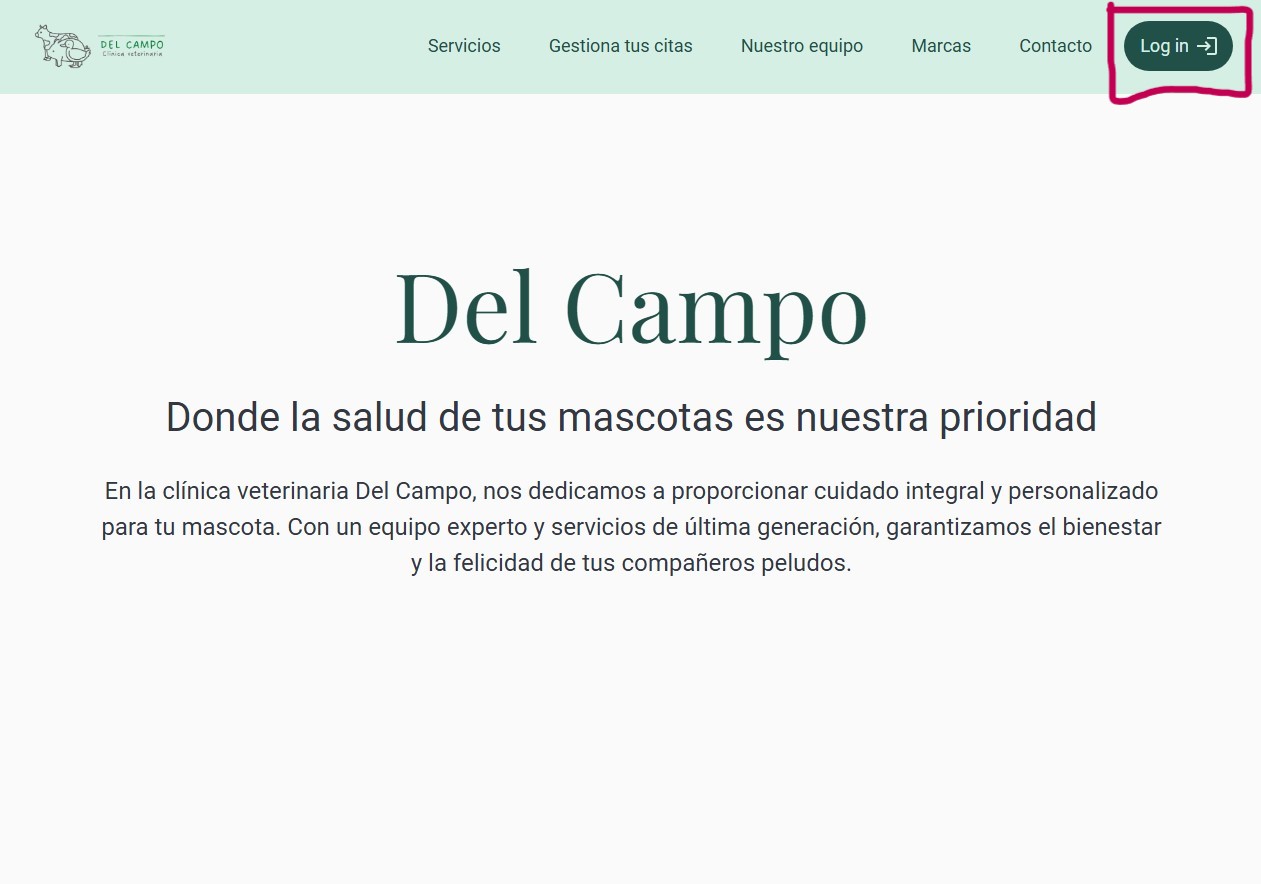 DEL CAMPO
Clínica veterinaria
Servicios
Gestiona tus citas
Nuestro equipo
Marcas
Contacto
Log in
Del Campo
Donde la salud de tus mascotas es nuestra prioridad
En la clínica veterinaria Del Campo, nos dedicamos a proporcionar cuidado integral y personalizado
para tu mascota. Con un equipo experto y servicios de última generación, garantizamos el bienestar
y la felicidad de tus compañeros peludos.